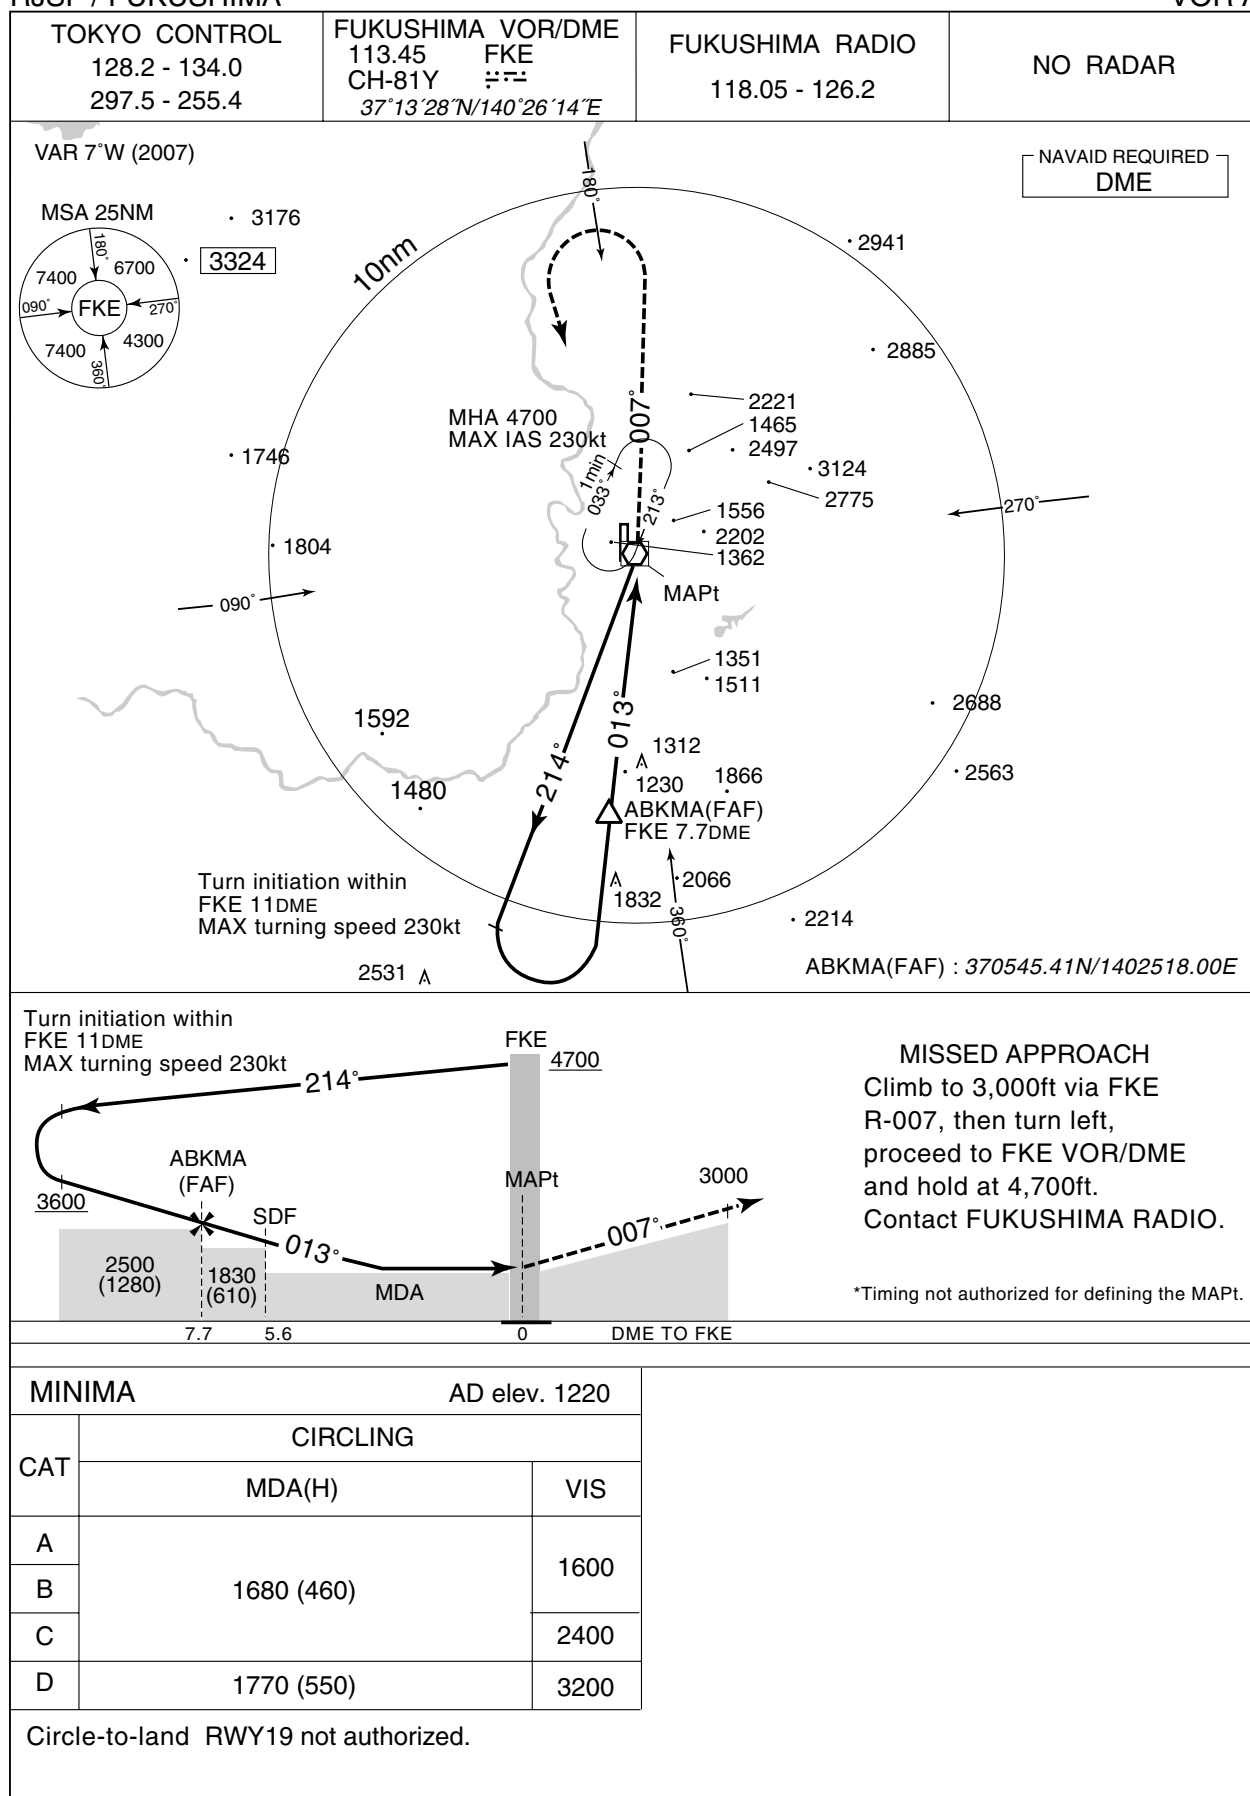 TOKYO CONTROL
128.2 - 134.0
297.5 - 255.4
FUKUSHIMA VOR/DME
113.45 FKE
CH-81Y
37°13´28˝N/140°26´14˝E
FUKUSHIMA RADIO
118.05 - 126.2
NO RADAR
VAR 7°W (2007)
NAVAID REQUIRED
DME
MSA 25NM
180°
7400
6700
090°
FKE
270°
7400
4300
360°
3176
3324
10nm
180°
2941
2885
MHA 4700
MAX IAS 230kt
007°
2221
1465
2497
3124
2775
1746
1min
033°
213°
1556
2202
1362
270°
1804
MAPt
090°
1351
1511
2688
1592
013°
1312
1230
1866
2563
214°
1480
ABKMA(FAF)
FKE 7.7DME
Turn initiation within
FKE 11DME
MAX turning speed 230kt
1832
2066
360°
2214
2531
ABKMA(FAF) : 370545.41N/1402518.00E
Turn initiation within
FKE 11DME
MAX turning speed 230kt
FKE
4700
214°
ABKMA
(FAF)
MAPt
3000
3600
SDF
013°
007°
2500
(1280)
1830
(610)
MDA
7.7
5.6
0
DME TO FKE
MISSED APPROACH
Climb to 3,000ft via FKE
R-007, then turn left,
proceed to FKE VOR/DME
and hold at 4,700ft.
Contact FUKUSHIMA RADIO.
*Timing not authorized for defining the MAPt.
MINIMA AD elev. 1220
CAT
CIRCLING
MDA(H) VIS
A
B
C
D
1680 (460)
1600
2400
1770 (550) 3200
Circle-to-land RWY19 not authorized.